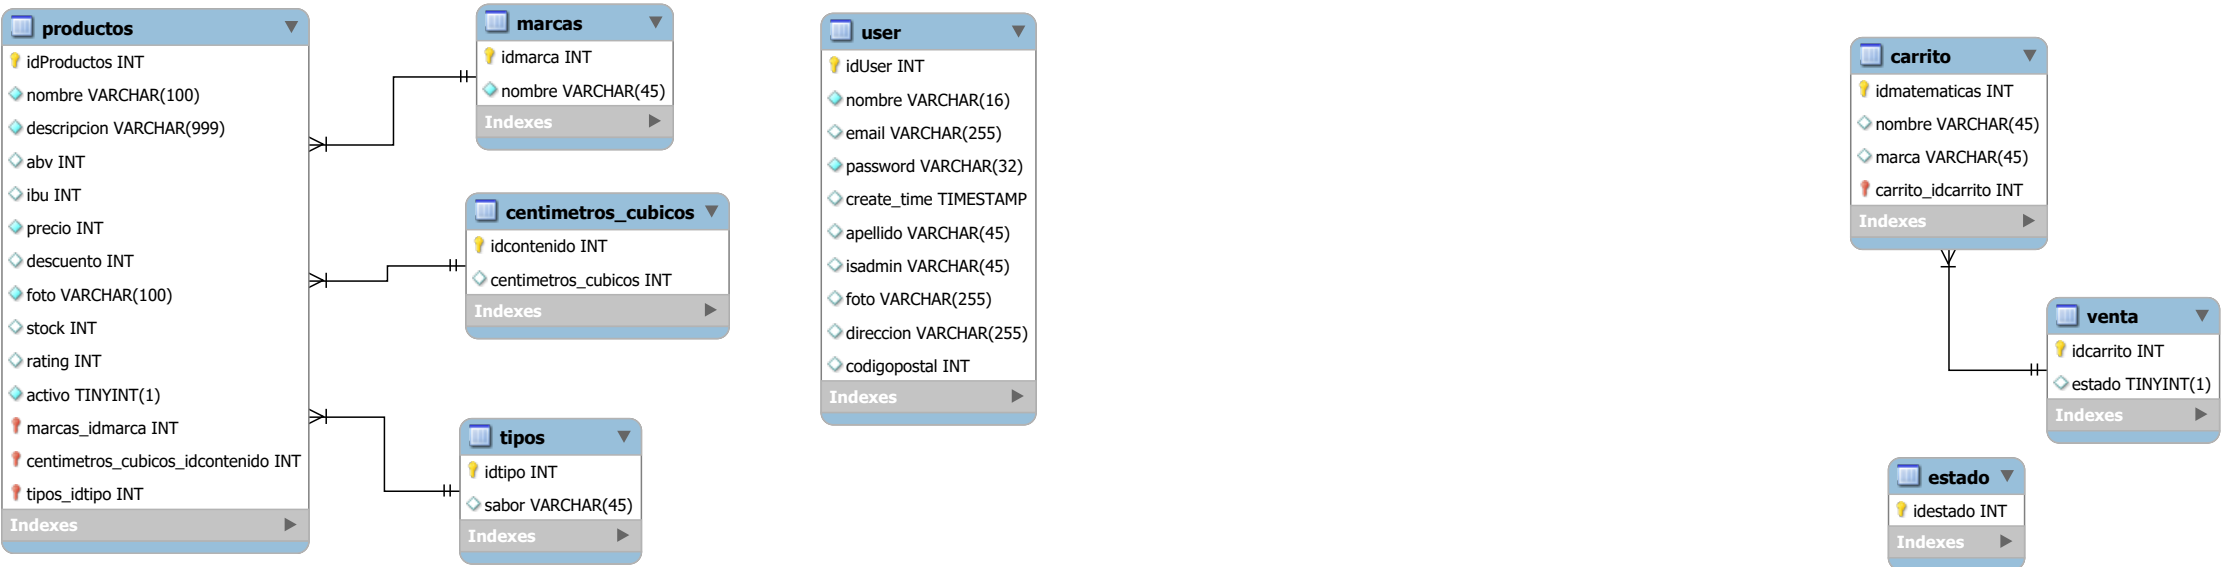 productos
idProductos INT
nombre VARCHAR(100)
descripcion VARCHAR(999)
abv INT
ibu INT
precio INT
descuento INT
foto VARCHAR(100)
stock INT
rating INT
activo TINYINT(1)
marcas_idmarca INT
centimetros_cubicos_idcontenido INT
tipos_idtipo INT
Indexes
marcas
idmarca INT
nombre VARCHAR(45)
Indexes
centimetros_cubicos
idcontenido INT
centimetros_cubicos INT
Indexes
tipos
idtipo INT
sabor VARCHAR(45)
Indexes
user
idUser INT
nombre VARCHAR(16)
email VARCHAR(255)
password VARCHAR(32)
create_time TIMESTAMP
apellido VARCHAR(45)
isadmin VARCHAR(45)
foto VARCHAR(255)
direccion VARCHAR(255)
codigopostal INT
Indexes
carrito
idmatematicas INT
nombre VARCHAR(45)
marca VARCHAR(45)
carrito_idcarrito INT
Indexes
venta
idcarrito INT
estado TINYINT(1)
Indexes
estado
idestado INT
Indexes